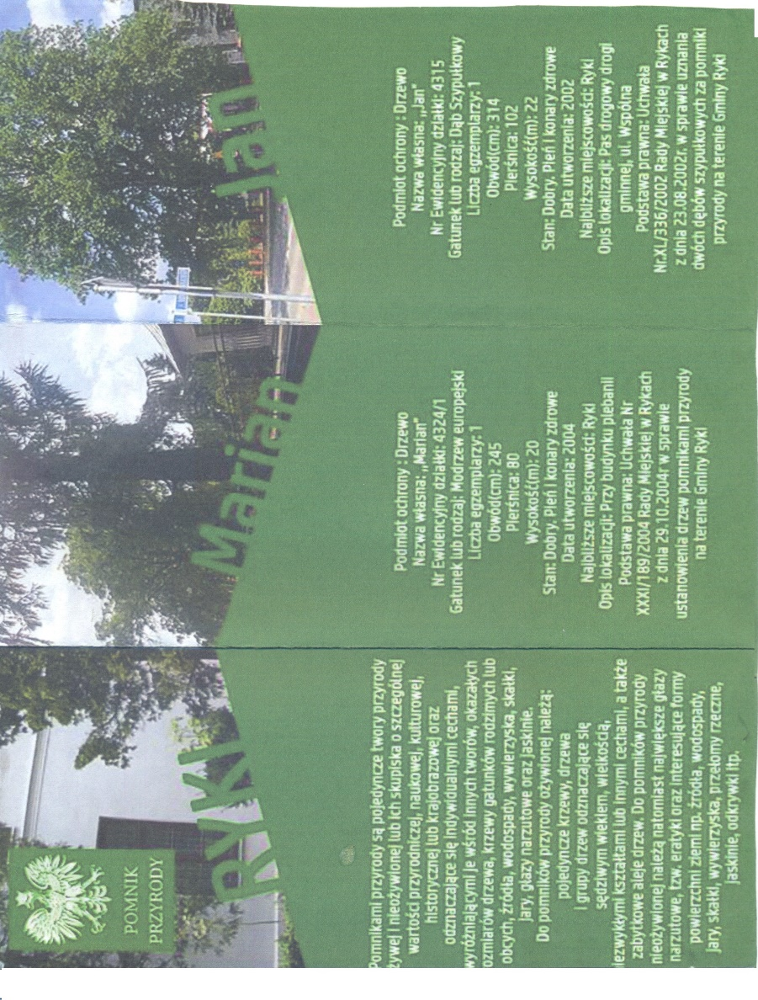 POMNIK
PRZYRODY
RYKI
Pomnikami przyrody są pojedyncze twory przyrody
żywej i nieożywionej lub ich skupiska o szczególnej
wartości przyrodniczej, naukowej, kulturowej,
historycznej lub krajobrazowej oraz
odznaczające się indywidualnymi cechami,
wyróżniającymi je wśród innych tworów, okazałych
ozmiarów drzewa, krzewy gatunków rodzimych lub
obcych, źródła, wodospady, wywierzyska, skałki,
jary, głazy narzutowe oraz jaskinie.
Do pomników przyrody ożywionej należą:
pojedyncze krzewy, drzewa
i grupy drzew odznaczające się
sędziwym wiekiem, wielkością,
iezwykłymi kształtami lub innymi cechami, a także
zabytkowe aleje drzew. Do pomników przyrody
nieożywionej należą natomiast największe głazy
narzutowe, tzw. eratyk oraz interesujące formy
powierzchni ziemi np. źródła, wodospady,
jary, skałki, wywierzyska, przełomy rzeczne,
jaskinie, odkrywki itp.
Marian
Podmiot ochrony : Drzewo
Nazwa własna: ,,Marian"
Nr Ewidencyjny działki: 4324/1
Gatunek lub rodzaj: Modrzew europejski
Liczba egzemplarzy: 1
Obwód(cm): 245
Pierśnica: 80
Wysokość(m): 20
Stan: Dobry. Pień i konary zdrowe
Data utworzenia: 2004
Najbliższe miejscowości: Ryki
Opis lokalizacji: Przy budynku plebanii
Podstawa prawna: Uchwała Nr
XXXI/189/2004 Rady Miejskiej w Rykach
z dnia 29.10.2004r w sprawie
ustanowienia drzew pomnikami przyrody
na terenie Gminy Ryki
Jan
Podmiot ochrony : Drzewo
Nazwa własna: „Jan"
Nr Ewidencyjny działki: 4315
Gatunek lub rodzaj: Dąb Szypułkowy
Liczba egzemplarzy: 1
Obwód(cm): 314
Pierśnica: 102
Wysokość(m): 22
Stan: Dobry. Pień i konary zdrowe
Data utworzenia: 2002
Najbliższe miejscowości: Ryki
Opis lokalizacji: Pas drogowy drogi
gminnej, ul. Wspólna
Podstawa prawna: Uchwała
Nr.XL/336/2002 Rady Miejskiej w Rykach
z dnia 23.08.2002r. w sprawie uznania
dwóch dębów szypułkowych za pomniki
przyrody na terenie Gminy Ryki